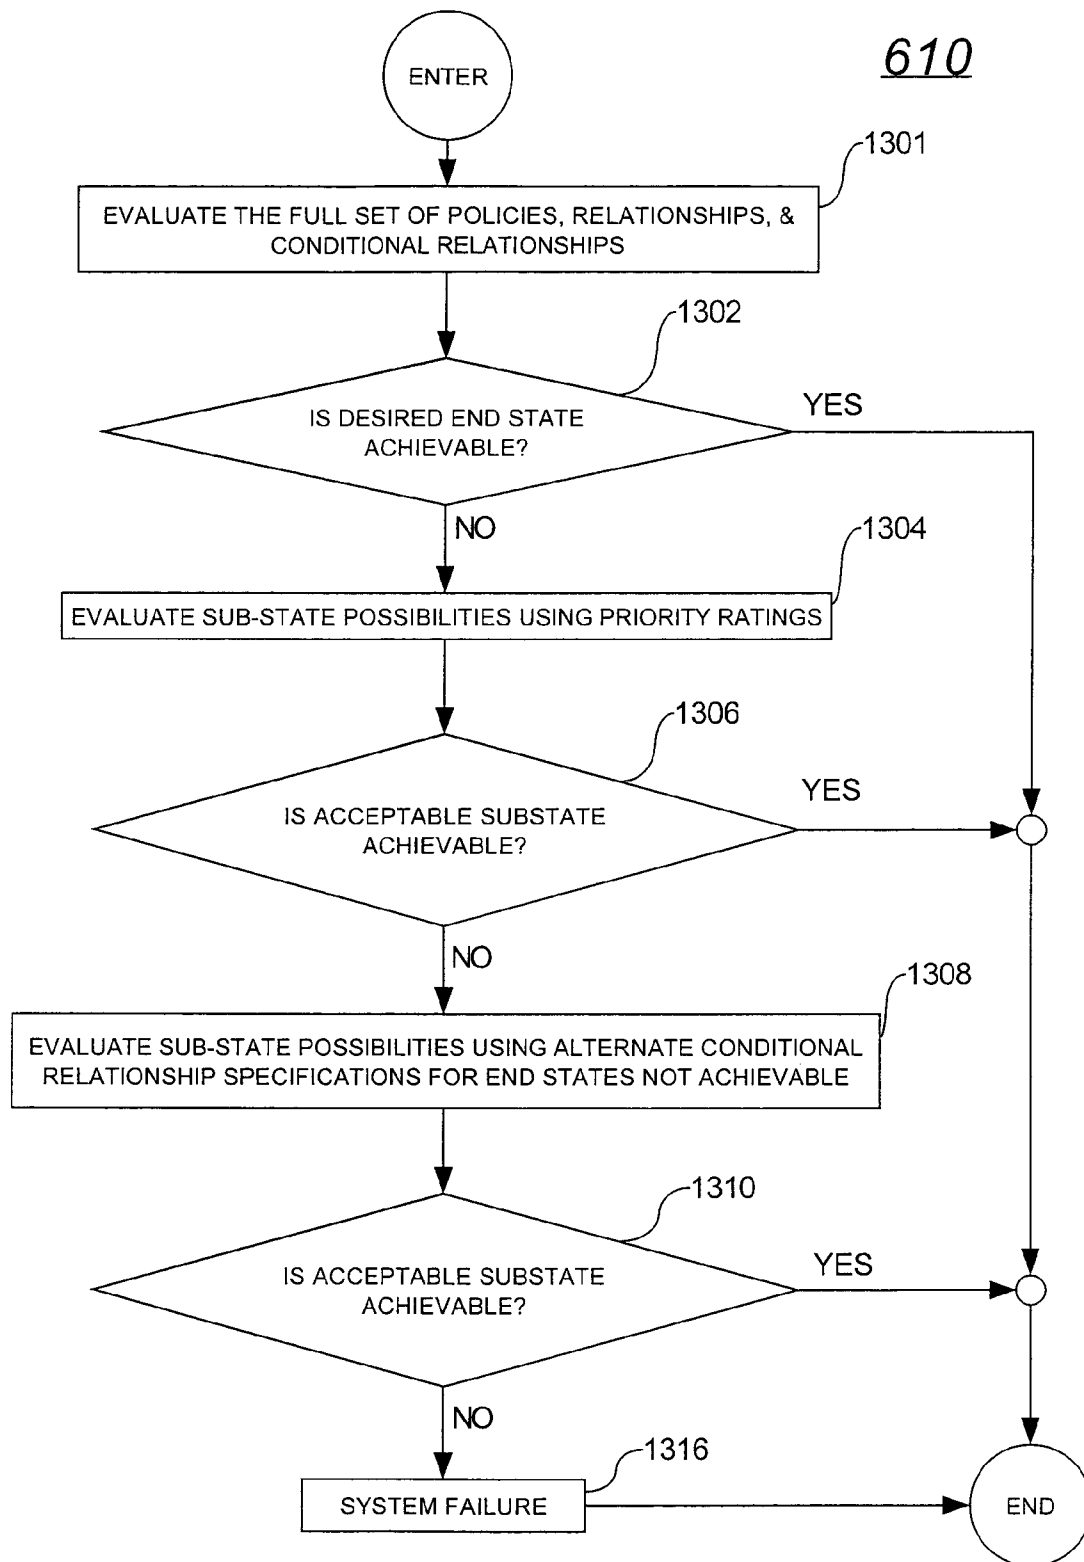 610
ENTER
1301
EVALUATE THE FULL SET OF POLICIES, RELATIONSHIPS, &
CONDITIONAL RELATIONSHIPS
1302
IS DESIRED END STATE
ACHIEVABLE?
YES
NO
1304
EVALUATE SUB-STATE POSSIBILITIES USING PRIORITY RATINGS
1306
IS ACCEPTABLE SUBSTATE
ACHIEVABLE?
YES
NO
1308
EVALUATE SUB-STATE POSSIBILITIES USING ALTERNATE CONDITIONAL
RELATIONSHIP SPECIFICATIONS FOR END STATES NOT ACHIEVABLE
1310
IS ACCEPTABLE SUBSTATE
ACHIEVABLE?
YES
NO
1316
SYSTEM FAILURE
END